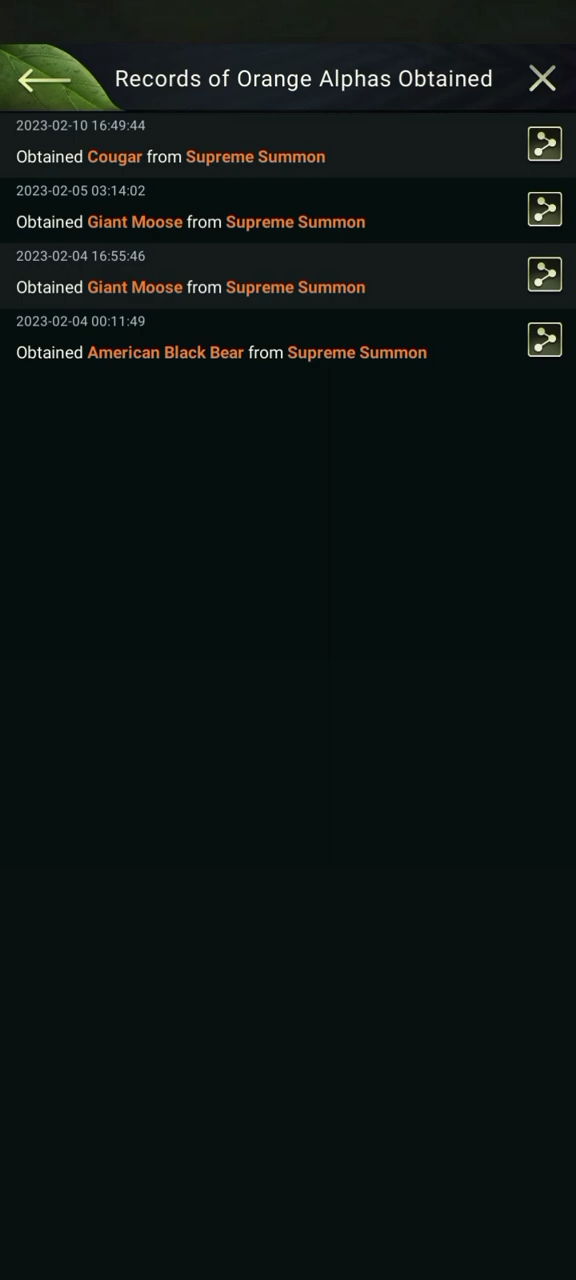 Records of Orange Alphas Obtained
2023-02-10 16:49:44
Obtained Cougar from Supreme Summon
2023-02-05 03:14:02
Obtained Giant Moose from Supreme Summon
2023-02-04 16:55:46
Obtained Giant Moose from Supreme Summon
2023-02-04 00:11:49
Obtained American Black Bear from Supreme Summon